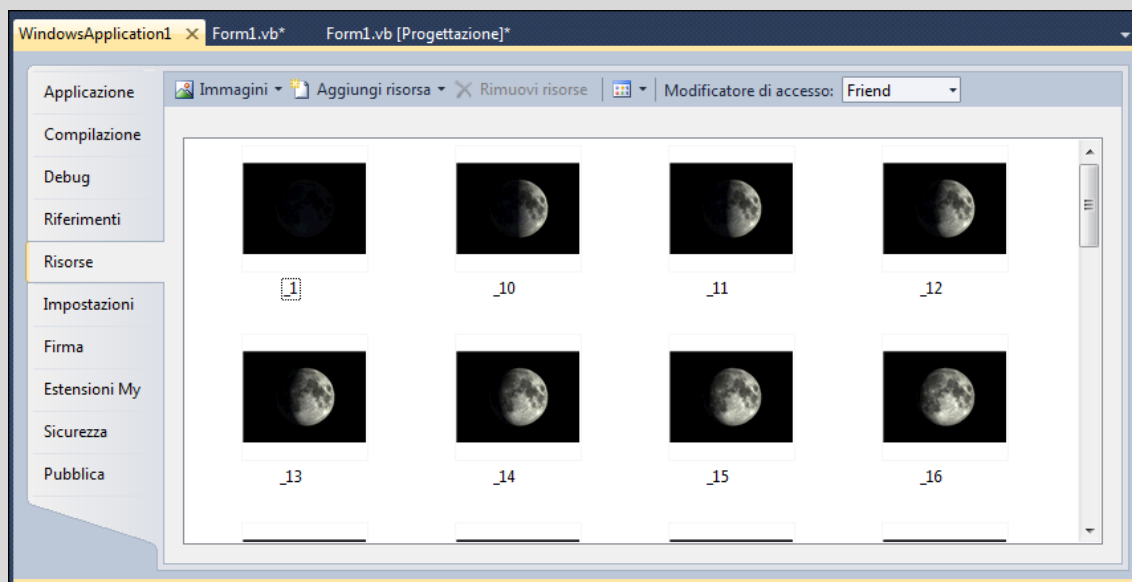 WindowsApplication1
Form1.vb*
Form1.vb [Progettazione]*
Applicazione
Compilazione
Debug
Riferimenti
Risorse
Impostazioni
Firma
Estensioni My
Sicurezza
Pubblica
Immagini
Aggiungi risorsa
Rimuovi risorse
Modificatore di accesso:
Friend
_1
_10
_11
_12
_13
_14
_15
_16